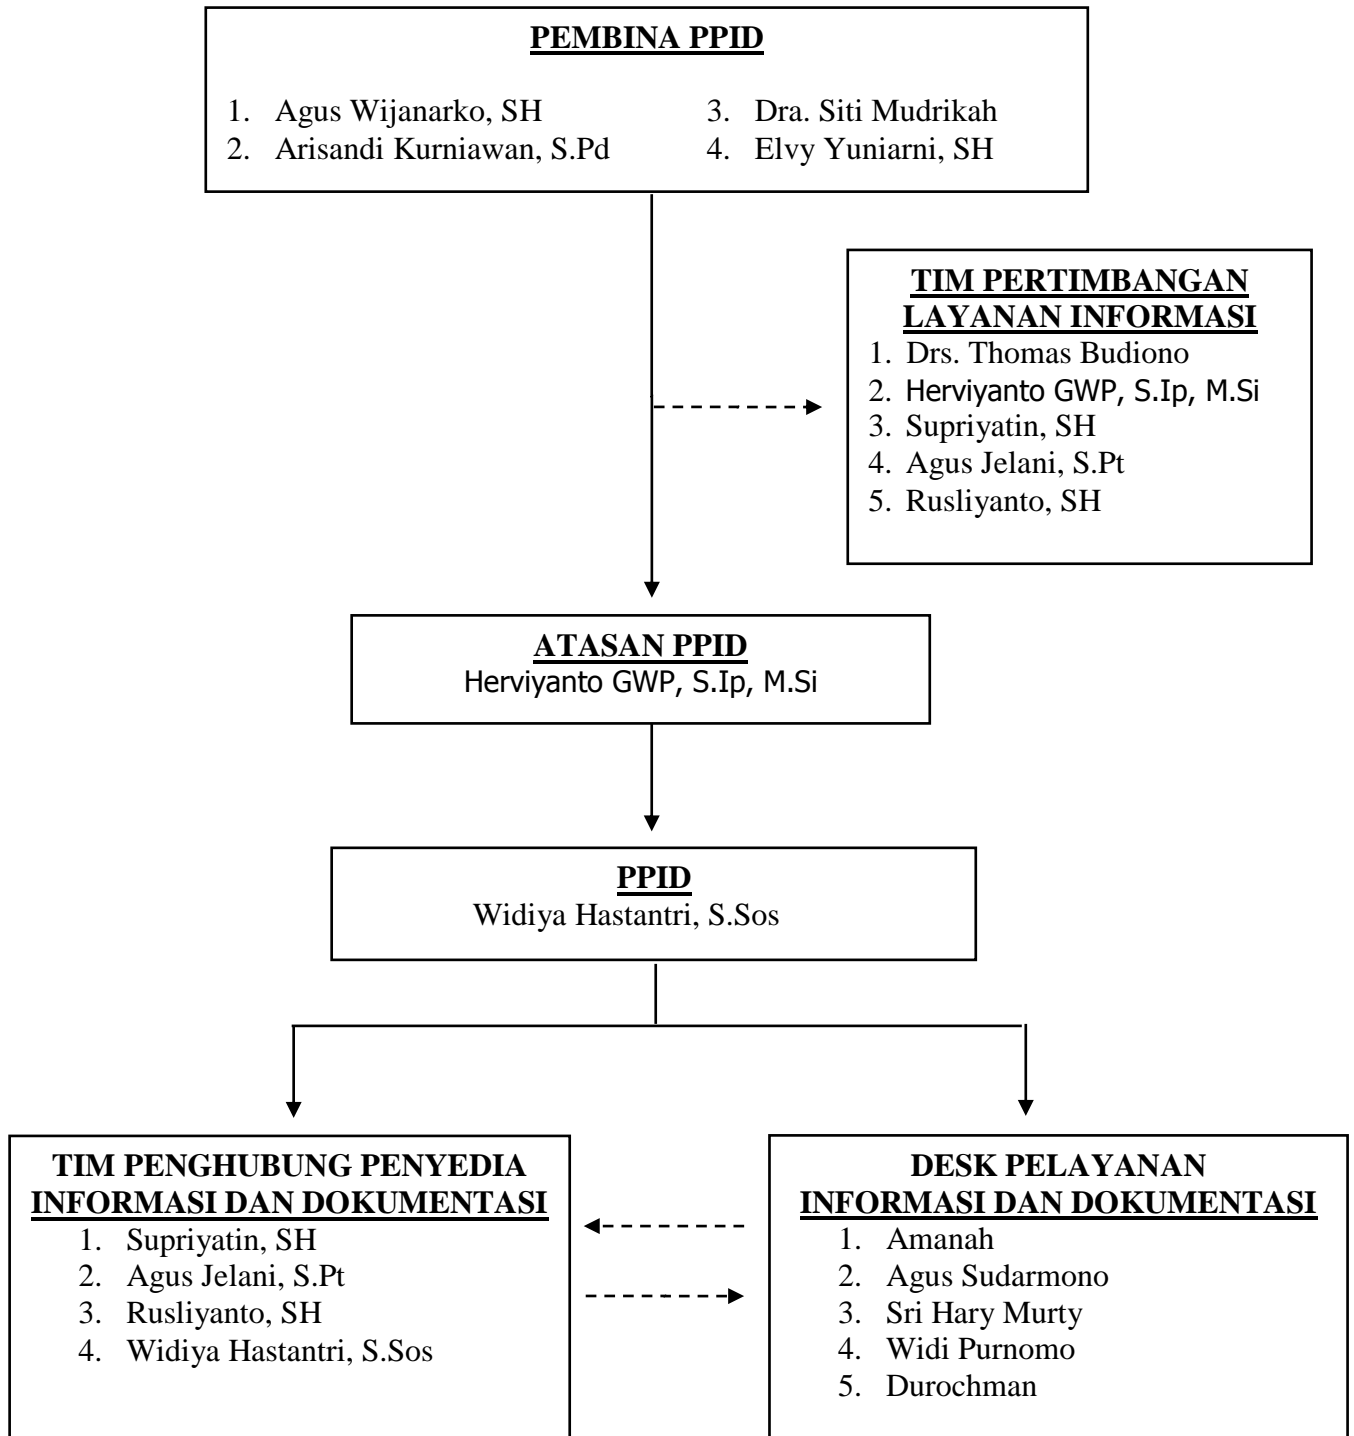 PEMBINA PPID
1. Agus Wijanarko, SH
2. Arisandi Kurniawan, S.Pd
3. Dra. Siti Mudrikah
4. Elvy Yuniarni, SH
TIM PERTIMBANGAN
LAYANAN INFORMASI
1. Drs. Thomas Budiono
2. Herviyanto GWP, S.Ip, M.Si
3. Supriyatin, SH
4. Agus Jelani, S.Pt
5. Rusliyanto, SH
ATASAN PPID
Herviyanto GWP, S.Ip, M.Si
PPID
Widiya Hastantri, S.Sos
TIM PENGHUBUNG PENYEDIA
INFORMASI DAN DOKUMENTASI
1. Supriyatin, SH
2. Agus Jelani, S.Pt
3. Rusliyanto, SH
4. Widiya Hastantri, S.Sos
DESK PELAYANAN
INFORMASI DAN DOKUMENTASI
1. Amanah
2. Agus Sudarmono
3. Sri Hary Murty
4. Widi Purnomo
5. Durochman